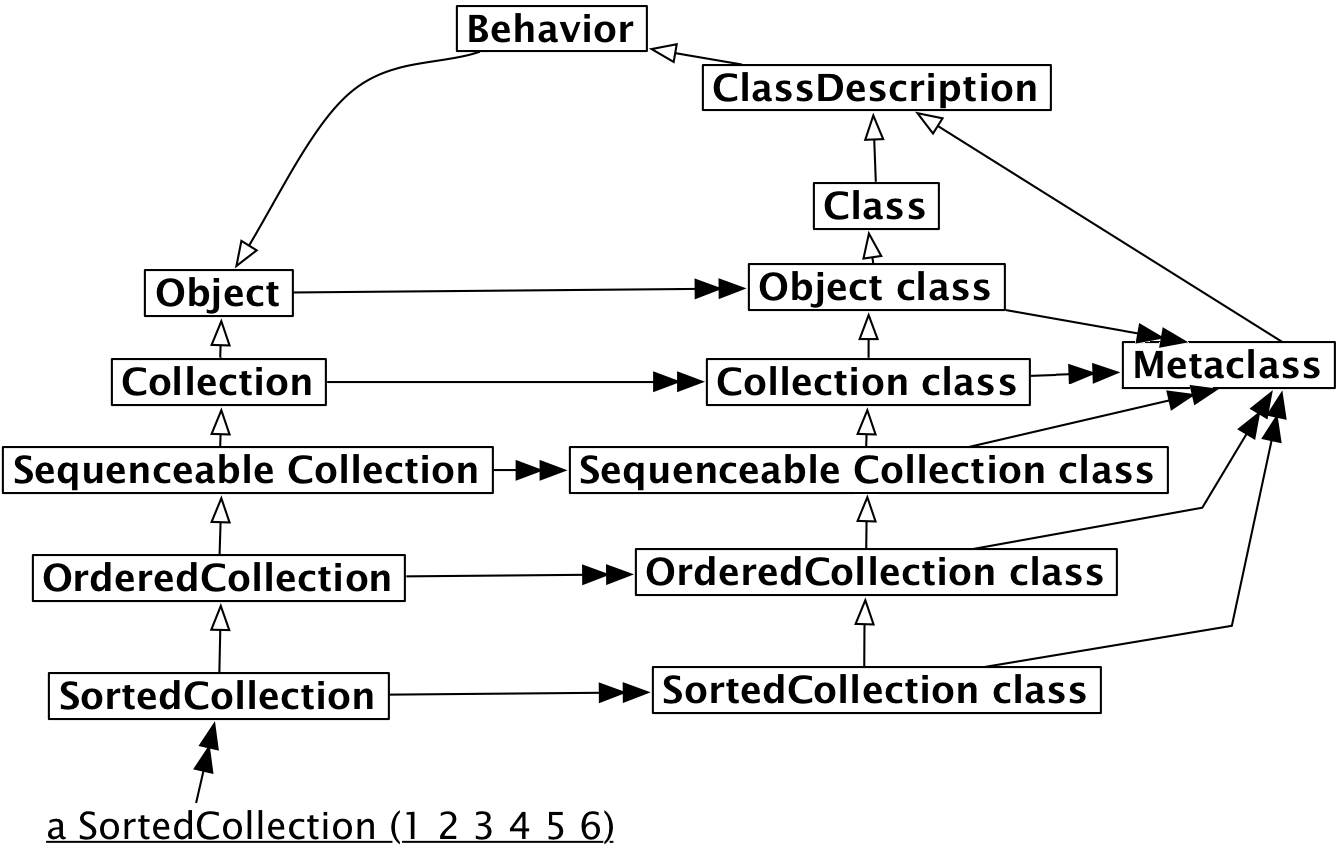 Behavior
ClassDescription
Class
Object
Object class
Metaclass
Collection
Collection class
Sequenceable Collection
Sequenceable Collection class
OrderedCollection
OrderedCollection class
SortedCollection
SortedCollection class
a SortedCollection (1 2 3 4 5 6)